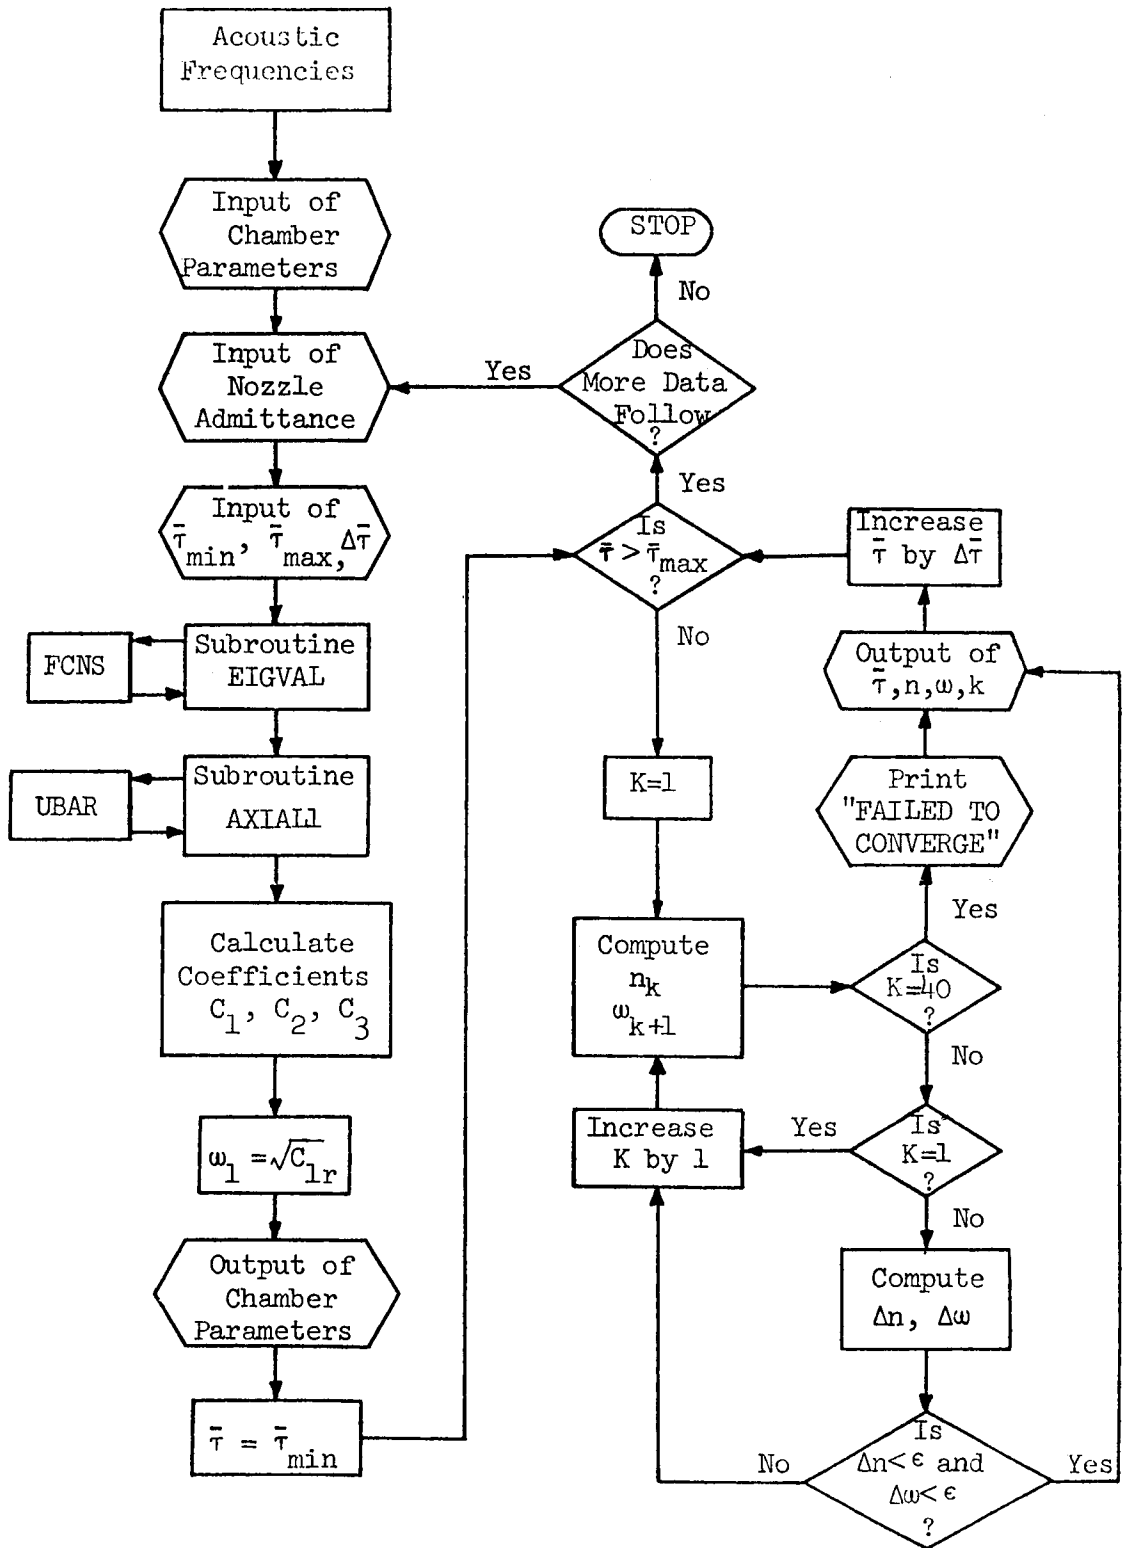 Acoustic
Frequencies
Input of
Chamber
Parameters
Input of
Nozzle
Admittance
Input of
τ̄min, τ̄max, Δτ̄
Subroutine
EIGVAL
FCNS
Subroutine
AXIAL1
UBAR
Calculate
Coefficients
C1, C2, C3
ω1 = √C1r
Output of
Chamber
Parameters
τ̄ = τ̄min
STOP
No
Does
More Data
Follow
?
Yes
Yes
Is
τ̄ > τ̄max
?
No
K=1
Compute
nk
ωk+1
Increase
K by 1
Increase
τ̄ by Δτ̄
Output of
τ̄,n,ω,k
Print
"FAILED TO
CONVERGE"
Yes
Is
K=40
?
No
Is
K=1
?
Yes
No
Compute
Δn, Δω
Is
Δn< ϵ and
Δω< ϵ
?
No
Yes